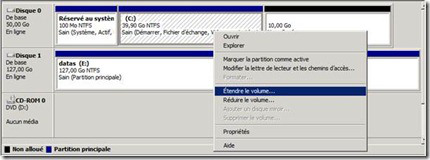 Disque 0
De base
50,00 Go
En ligne
Réservé au systèn
100 Mo NTFS
Sain (Système, Actif,
(C:)
39,90 Go NTFS
Sain (Démarrer, Fichier d'échange,
10,00 Go
Non alloué
Disque 1
De base
127,00 Go
En ligne
datas (E:)
127,00 Go NTFS
Sain (Partition principale)
CD-ROM 0
DVD (D:)
Aucun média
Ouvrir
Explorer
Marquer la partition comme active
Modifier la lettre de lecteur et les chemins d'accès...
Formater...
Étendre le volume...
Réduire le volume...
Ajouter un disque miroir...
Supprimer le volume...
Propriétés
Aide
Non alloué
Partition principale